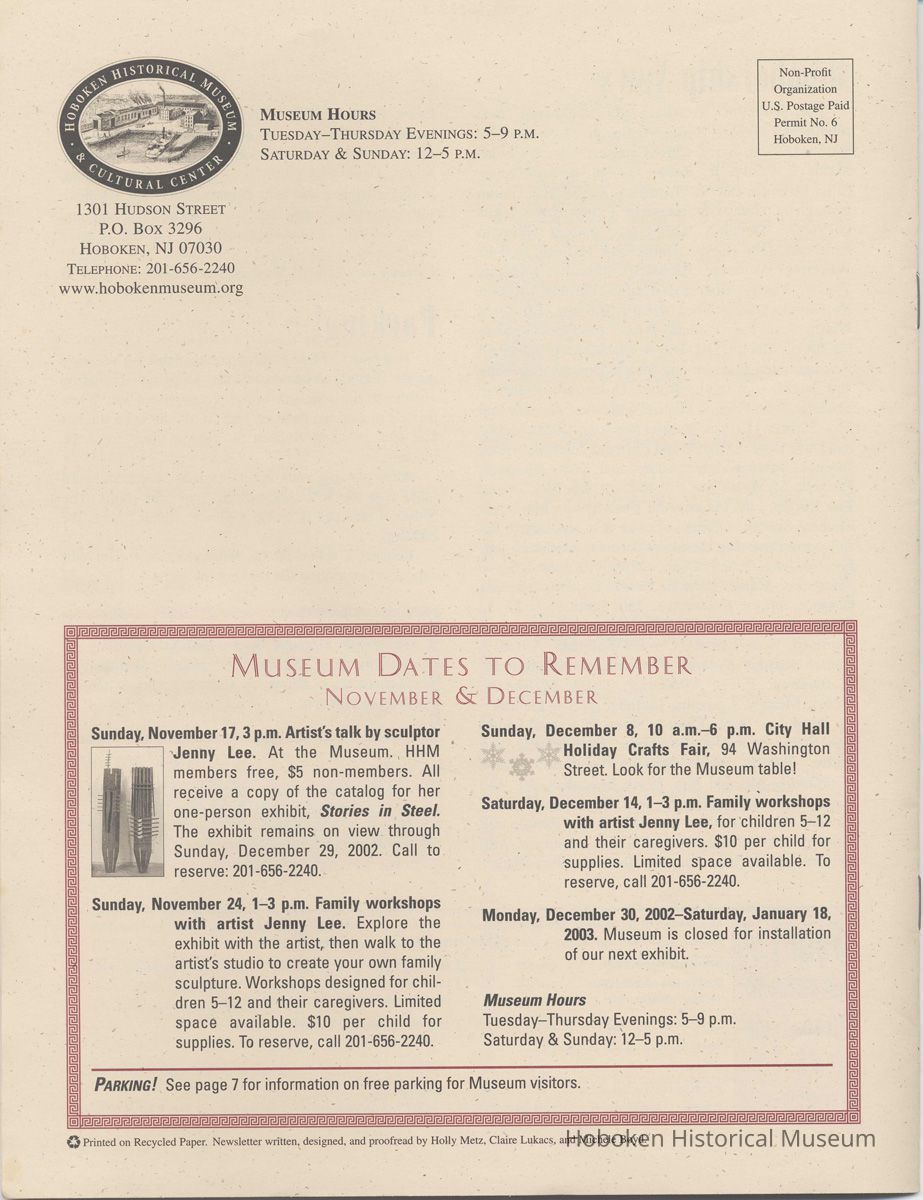 HOBOKEN HISTORICAL MUSEUM
& CULTURAL CENTER
1301 HUDSON STREET
P.O. BOX 3296
HOBOKEN, NJ 07030
TELEPHONE: 201-656-2240
www.hobokenmuseum.org
MUSEUM HOURS
TUESDAY–THURSDAY EVENINGS: 5–9 P.M.
SATURDAY & SUNDAY: 12–5 P.M.
Non-Profit
Organization
U.S. Postage Paid
Permit No. 6
Hoboken, NJ
MUSEUM DATES TO REMEMBER
NOVEMBER & DECEMBER
Sunday, November 17, 3 p.m. Artist's talk by sculptor
Jenny Lee. At the Museum. HHM
members free, $5 non-members. All
receive a copy of the catalog for her
one-person exhibit, Stories in Steel.
The exhibit remains on view through
Sunday, December 29, 2002. Call to
reserve: 201-656-2240.
Sunday, November 24, 1–3 p.m. Family workshops
with artist Jenny Lee. Explore the
exhibit with the artist, then walk to the
artist's studio to create your own family
sculpture. Workshops designed for chil-
dren 5–12 and their caregivers. Limited
space available. $10 per child for
supplies. To reserve, call 201-656-2240.
Sunday, December 8, 10 a.m.–6 p.m. City Hall
Holiday Crafts Fair, 94 Washington
Street. Look for the Museum table!
Saturday, December 14, 1–3 p.m. Family workshops
with artist Jenny Lee, for children 5–12
and their caregivers. $10 per child for
supplies. Limited space available. To
reserve, call 201-656-2240.
Monday, December 30, 2002–Saturday, January 18,
2003. Museum is closed for installation
of our next exhibit.
Museum Hours
Tuesday–Thursday Evenings: 5–9 p.m.
Saturday & Sunday: 12–5 p.m.
PARKING! See page 7 for information on free parking for Museum visitors.
Printed on Recycled Paper. Newsletter written, designed, and proofread by Holly Metz, Claire Lukacs, and Michele Boyd.
Hoboken Historical Museum